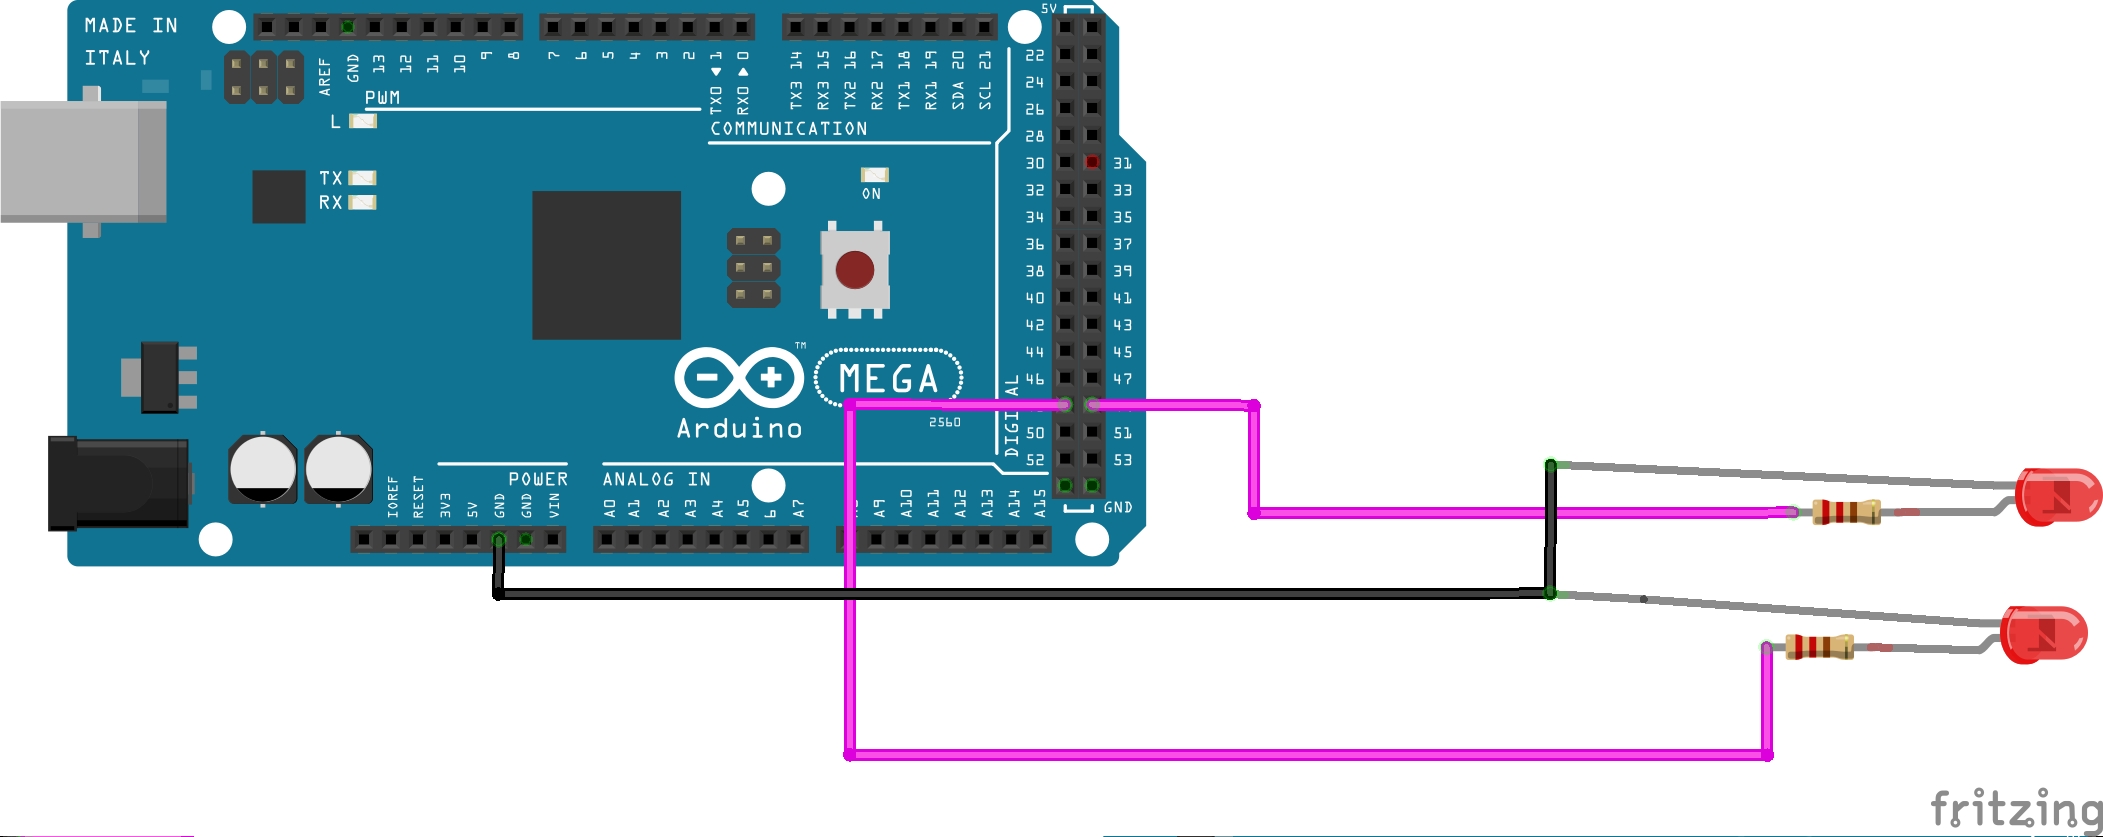 MADE IN
ITALY
AREF
GND
13
12
11
10
9
8
7
6
5
4
3
2
TX0 ▶ 1
RX0 ◀ 0
TX3 14
RX3 15
TX2 16
RX2 17
TX1 18
RX1 19
SDA 20
SCL 21
5V
PWM
COMMUNICATION
L
TX
RX
ON
22
24
26
28
30 31
32 33
34 35
36 37
38 39
40 41
42 43
44 45
46 47
50 51
52 53
GND
TM
MEGA
2560
Arduino
POWER
ANALOG IN
IOREF
RESET
3V3
5V
GND
GND
VIN
A0
A1
A2
A3
A4
A5
6
A7
A9
A10
A11
A12
A13
A14
A15
fritzing